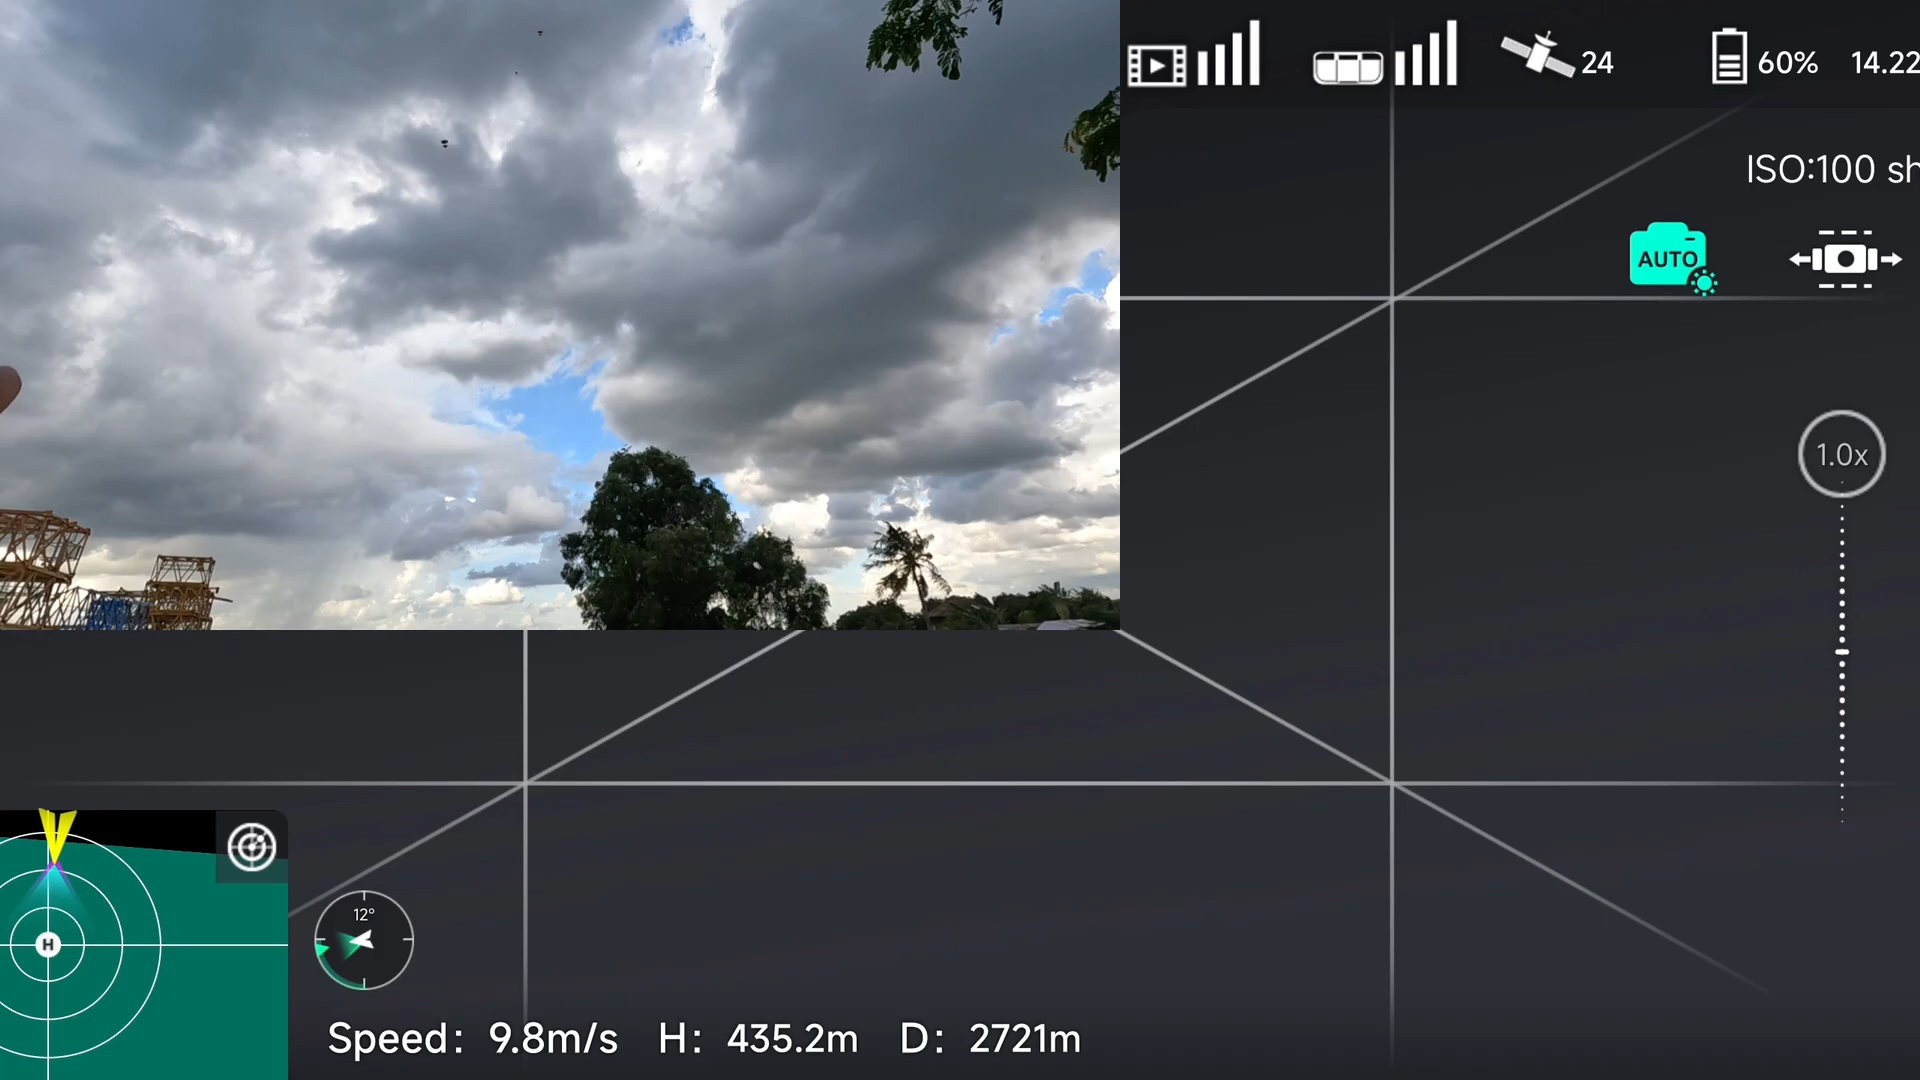 24
60%
14.22
ISO:100 sh
AUTO
1.0x
12°
H
Speed: 9.8m/s H: 435.2m D: 2721m